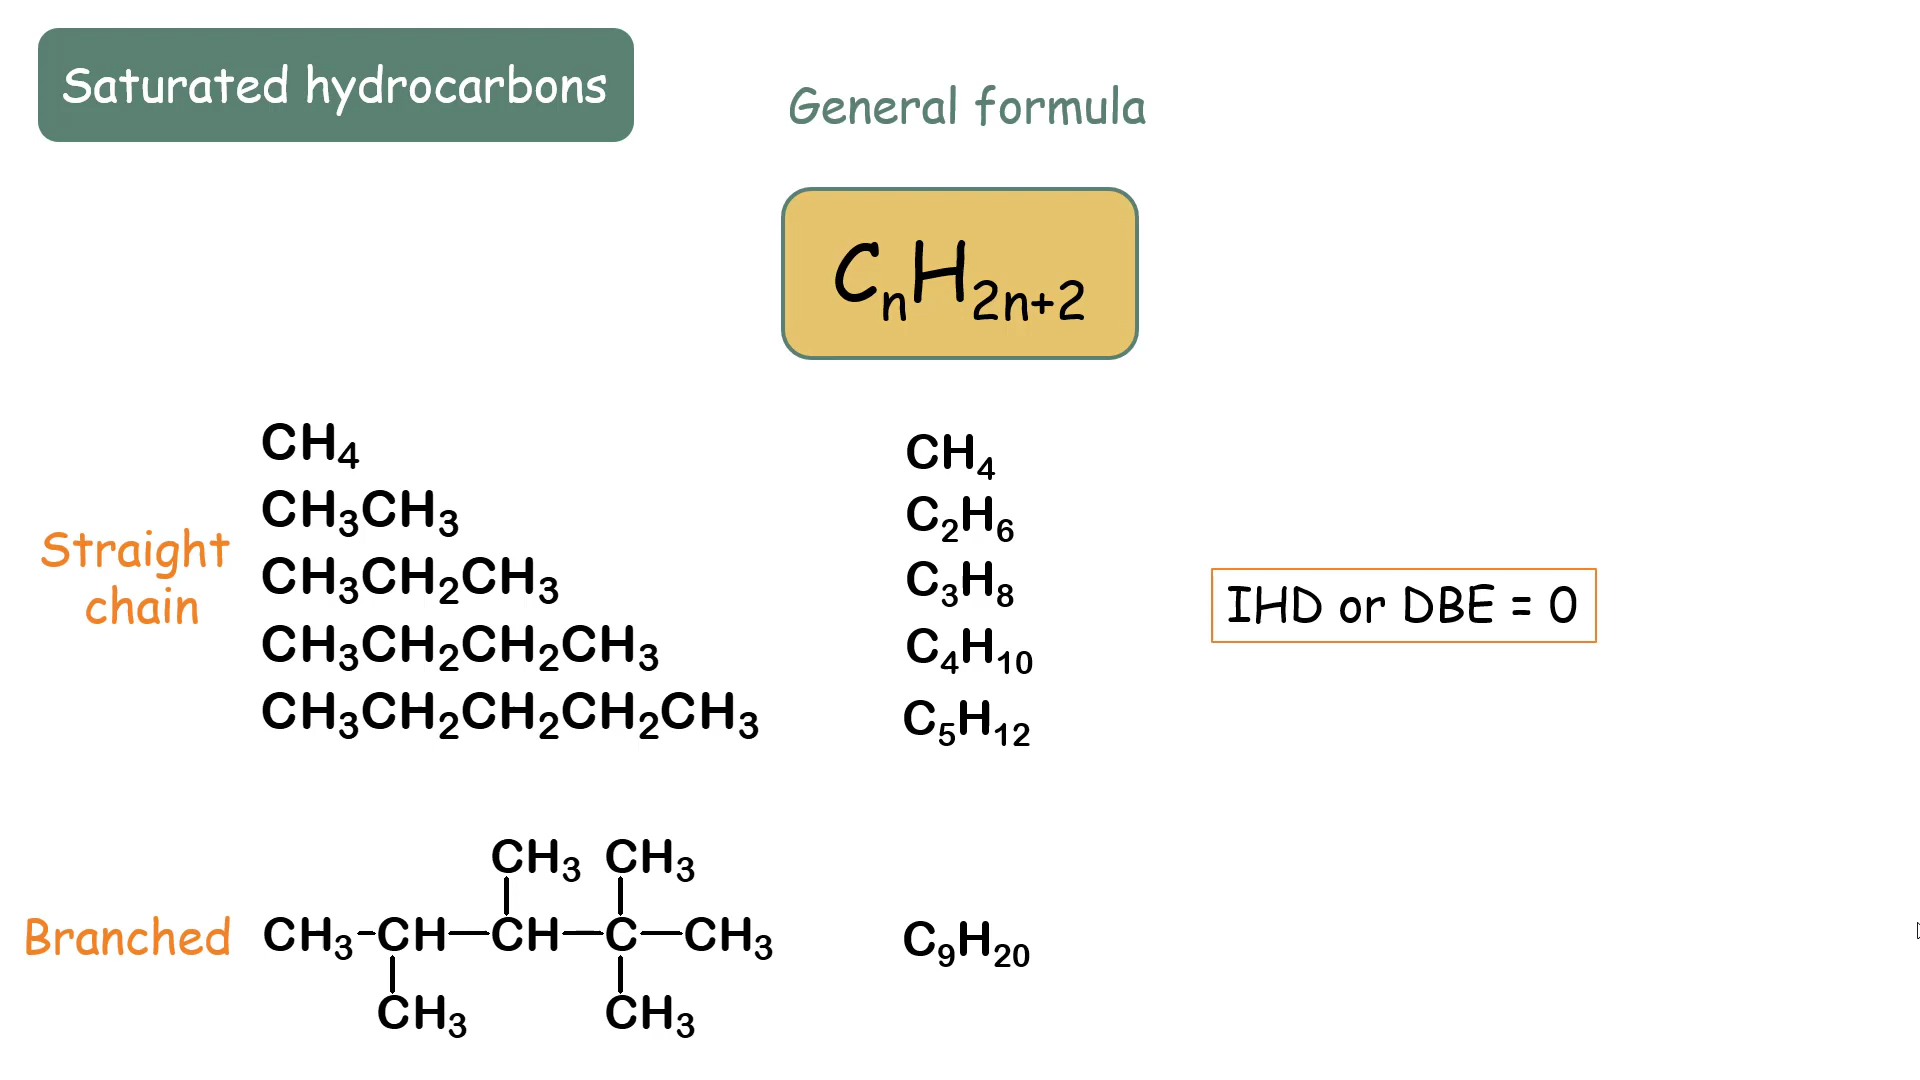 Saturated hydrocarbons
General formula
CₙH₂ₙ₊₂
CH₄ CH₄
CH₃CH₃ C₂H₆
Straight
chain
CH₃CH₂CH₃ C₃H₈
IHD or DBE = 0
CH₃CH₂CH₂CH₃ C₄H₁₀
CH₃CH₂CH₂CH₂CH₃ C₅H₁₂
CH₃ CH₃
Branched CH₃-CH—CH—C—CH₃ C₉H₂₀
CH₃ CH₃